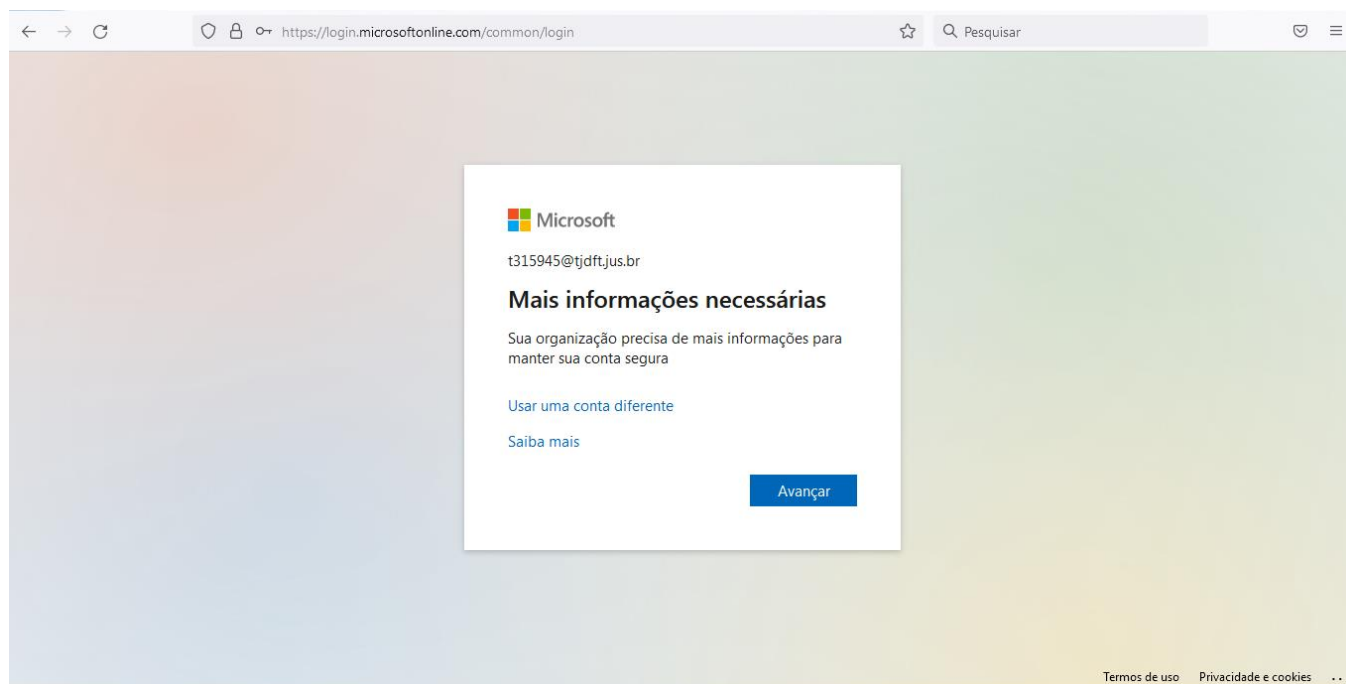 https://login.microsoftonline.com/common/login
Pesquisar
Microsoft
t315945@tjdft.jus.br
Mais informações necessárias
Sua organização precisa de mais informações para
manter sua conta segura
Usar uma conta diferente
Saiba mais
Avançar
Termos de uso Privacidade e cookies ..